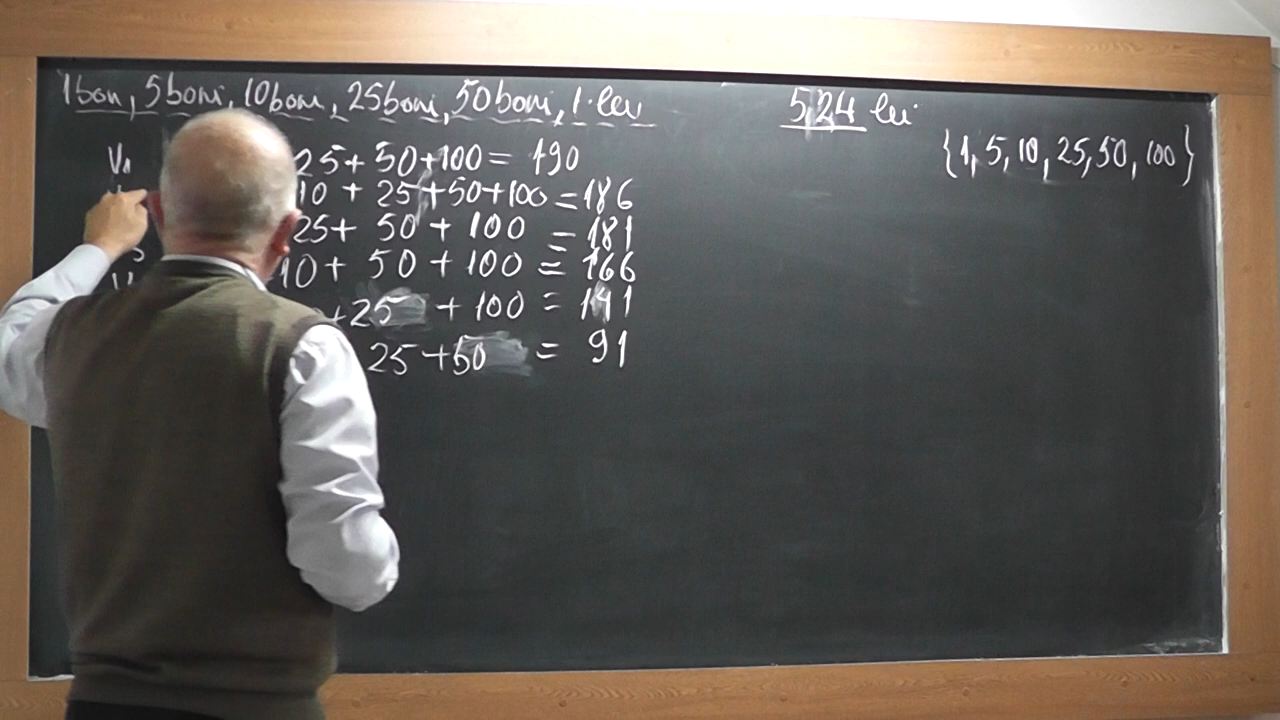 1ban, 5bani, 10bani, 25bani, 50bani, 1 leu
5,24 lei
{1, 5, 10, 25, 50, 100}
V1 25+ 50+100= 190
10 + 25 +50+100 =186
25+ 50 + 100 = 181
10+ 50 + 100 = 166
+25 + 100 = 141
25 +50 = 91